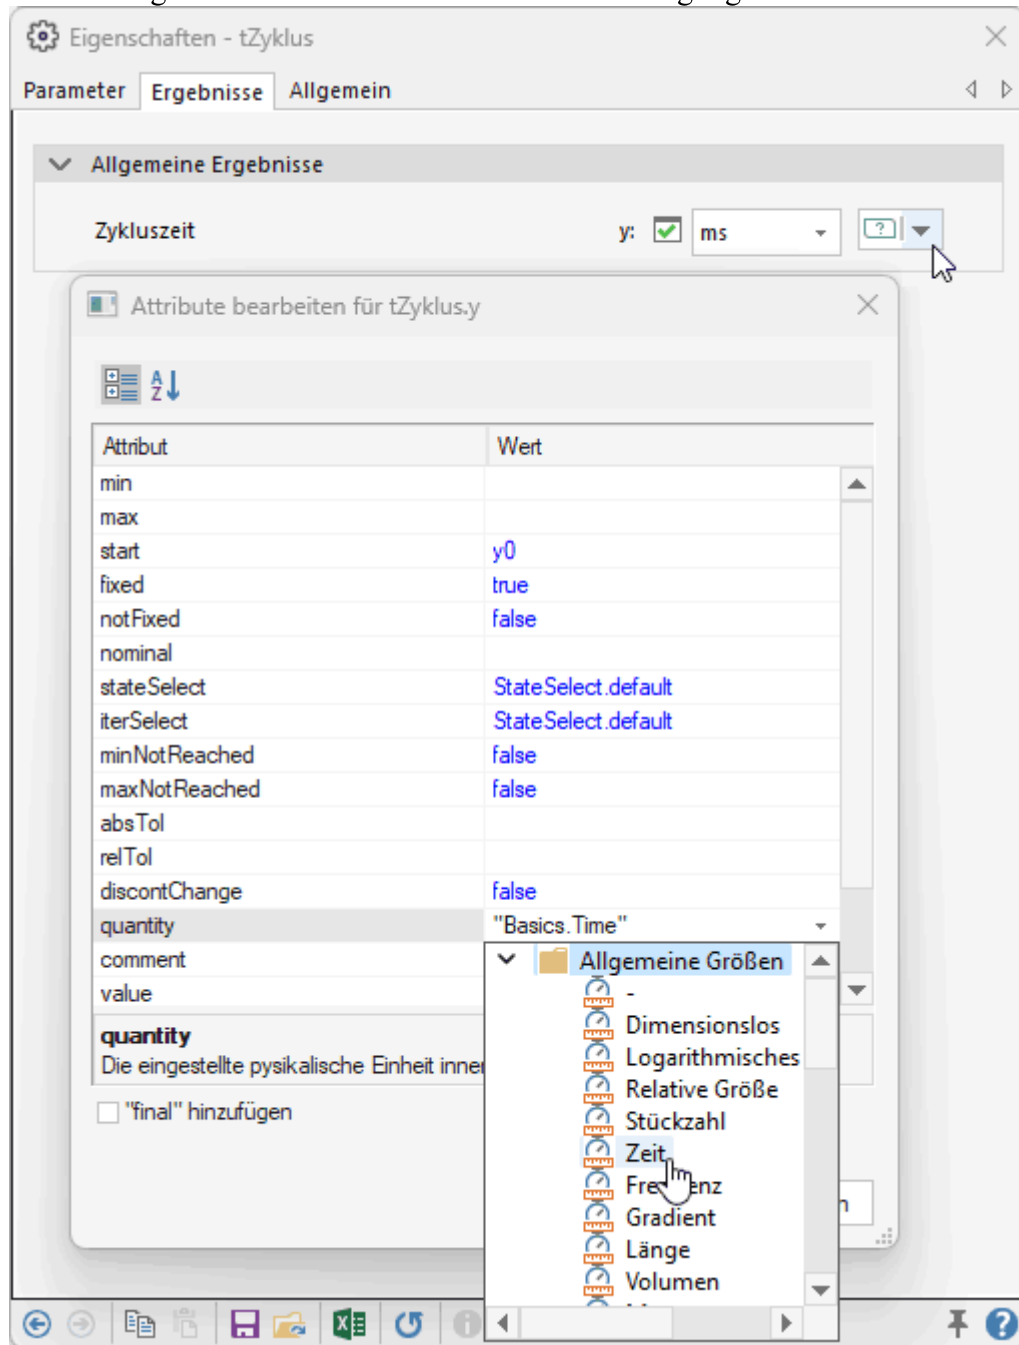 Eigenschaften - tZyklus
Parameter Ergebnisse Allgemein
Allgemeine Ergebnisse
Zykluszeit y: ms
Attribute bearbeiten für tZyklus.y
Attribut Wert
min
max
start y0
fixed true
notFixed false
nominal
stateSelect StateSelect.default
iterSelect StateSelect.default
minNotReached false
maxNotReached false
absTol
relTol
discontChange false
quantity "Basics.Time"
comment
value
Allgemeine Größen
-
Dimensionslos
Logarithmisches
Relative Größe
Stückzahl
Zeit
Gradient
Länge
Volumen
quantity
Die eingestellte pysikalische Einheit
"final" hinzufügen